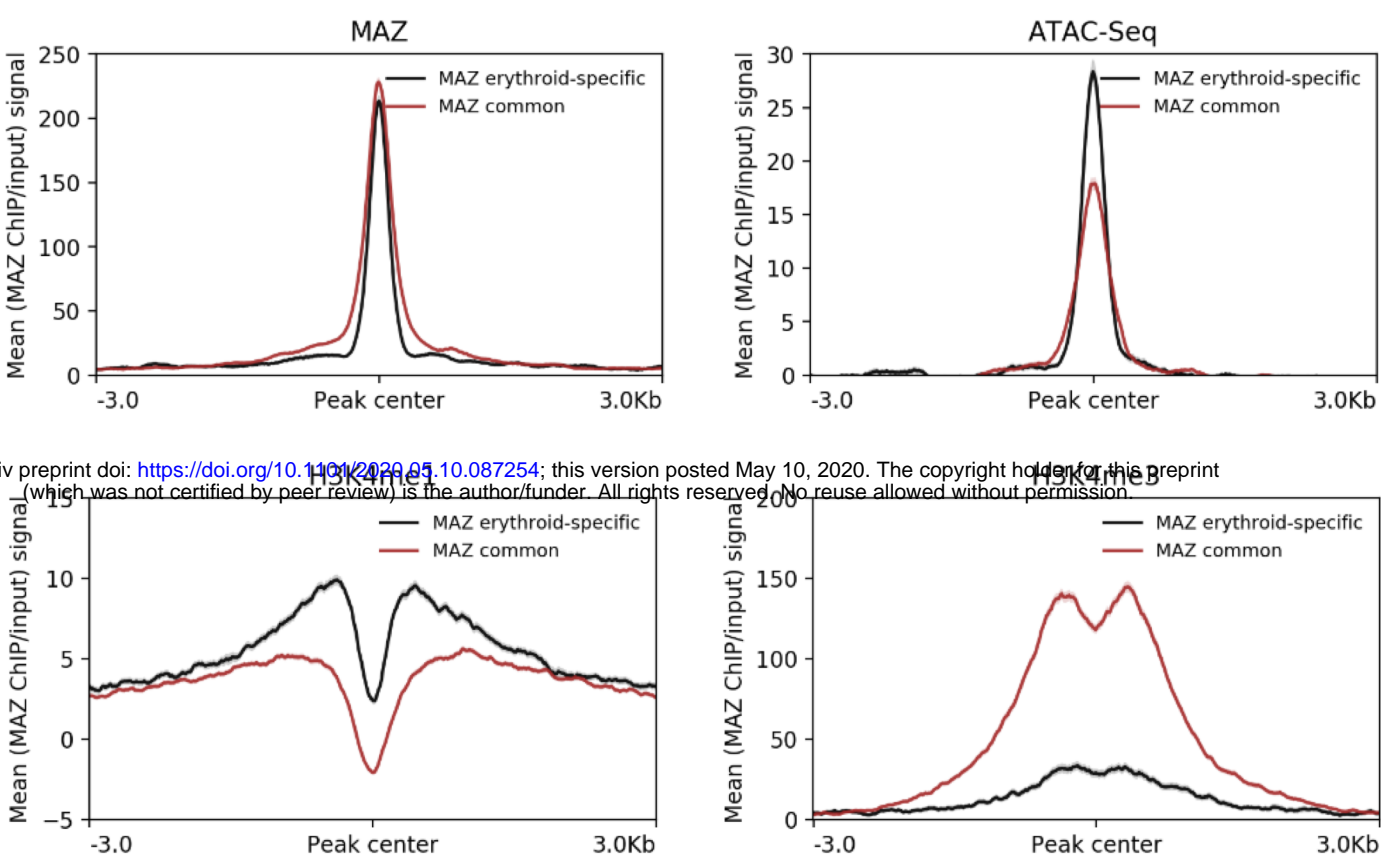 MAZ
ATAC-Seq
250
200
150
100
50
0
Mean (MAZ ChIP/input) signal
MAZ erythroid-specific
MAZ common
-3.0
Peak center
3.0Kb
30
25
20
15
10
5
0
Mean (MAZ ChIP/input) signal
MAZ erythroid-specific
MAZ common
-3.0
Peak center
3.0Kb
iv preprint doi: https://doi.org/10.1101/2020.05.10.087254; this version posted May 10, 2020. The copyright holder for this preprint
(which was not certified by peer review) is the author/funder. All rights reserved. No reuse allowed without permission.
H3K4me1
H3K4me3
15
10
5
0
−5
Mean (MAZ ChIP/input) signal
MAZ erythroid-specific
MAZ common
-3.0
Peak center
3.0Kb
200
150
100
50
0
Mean (MAZ ChIP/input) signal
MAZ erythroid-specific
MAZ common
-3.0
Peak center
3.0Kb